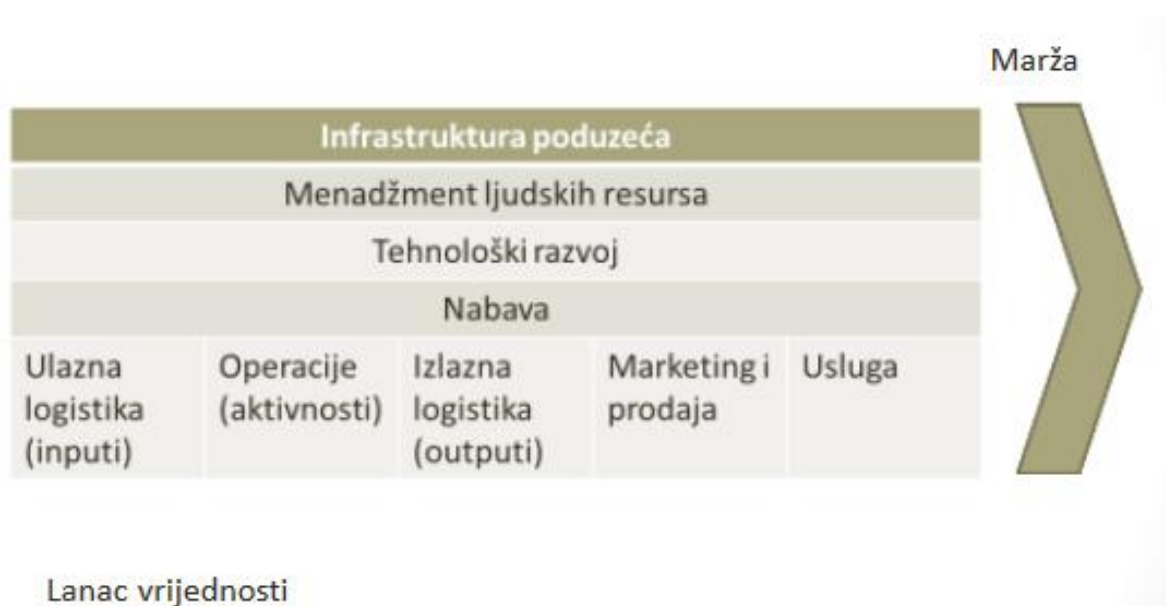 Marža
Infrastruktura poduzeća
Menadžment ljudskih resursa
Tehnološki razvoj
Nabava
Ulazna
logistika
(inputi)
Operacije
(aktivnosti)
Izlazna
logistika
(outputi)
Marketing i
prodaja
Usluga
Lanac vrijednosti